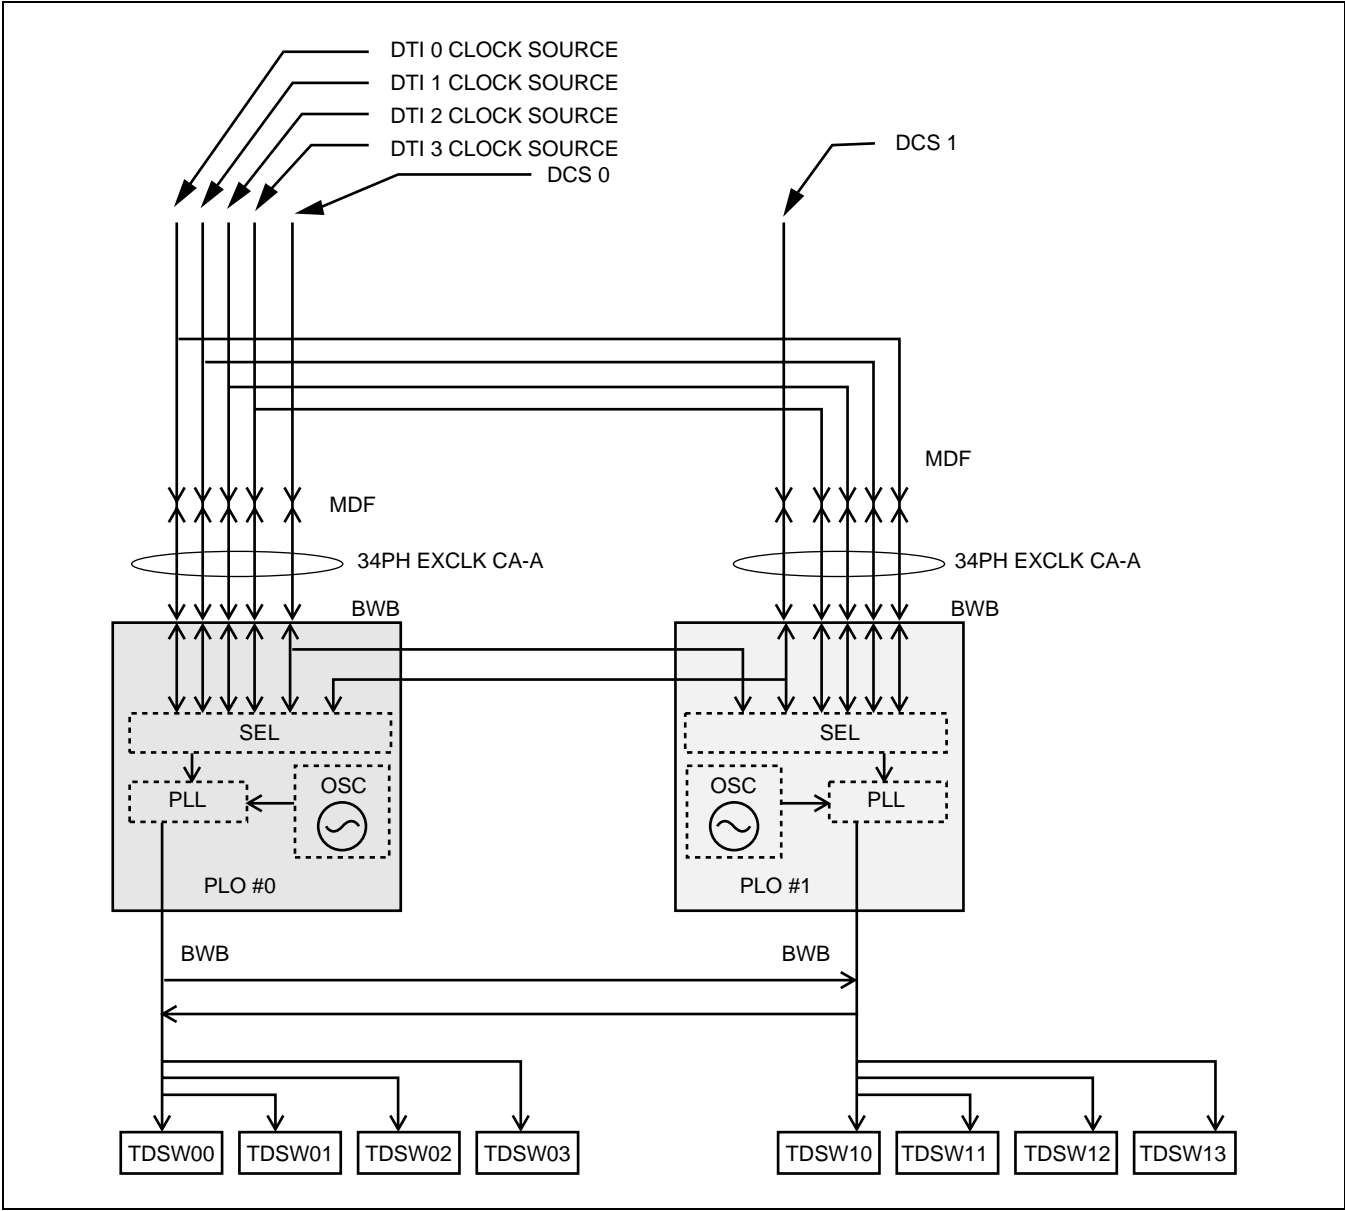 DTI 0 CLOCK SOURCE
DTI 1 CLOCK SOURCE
DTI 2 CLOCK SOURCE
DTI 3 CLOCK SOURCE
DCS 0
DCS 1
MDF
MDF
34PH EXCLK CA-A
34PH EXCLK CA-A
BWB
BWB
SEL
SEL
PLL
OSC
OSC
PLL
PLO #0
PLO #1
BWB
BWB
TDSW00
TDSW01
TDSW02
TDSW03
TDSW10
TDSW11
TDSW12
TDSW13